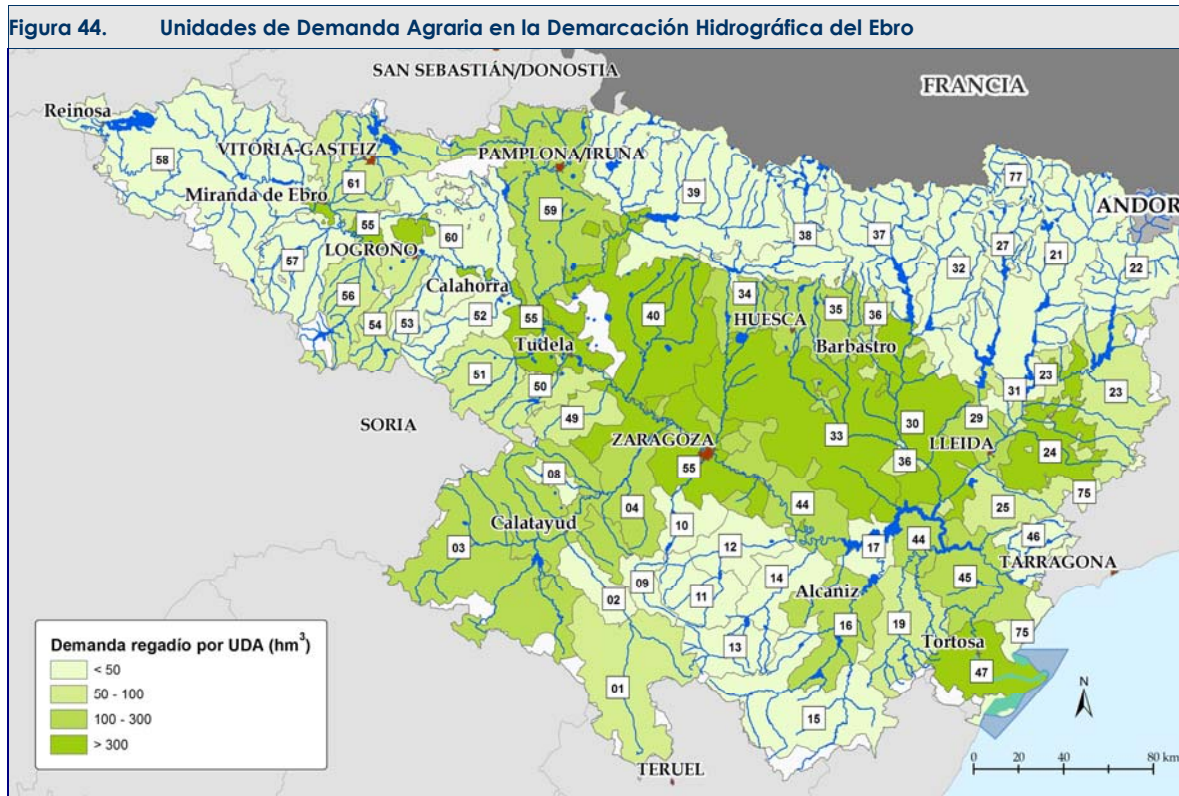 Figura 44. Unidades de Demanda Agraria en la Demarcación Hidrográfica del Ebro
SAN SEBASTIÁN/DONOSTIA
FRANCIA
Reinosa
VITORIA-GASTEIZ
PAMPLONA/IRUÑA
77
58
61
39
ANDOR
Miranda de Ebro
55
59
38
37
27
21
60
32
22
LOGROÑO
57
Calahorra
56
34
35
36
54
53
52
55
40
HUESCA
Barbastro
Tudela
51
50
31
23
23
49
29
SORIA
30
ZARAGOZA
33
LLEIDA
24
55
36
08
75
04
44
25
Calatayud
10
46
03
12
17
44
TARRAGONA
09
14
Alcañiz
45
02
11
16
19
75
13
Tortosa
47
01
15
N
TERUEL
0 20 40 80 km
Demanda regadío por UDA (hm³)
< 50
50 - 100
100 - 300
> 300